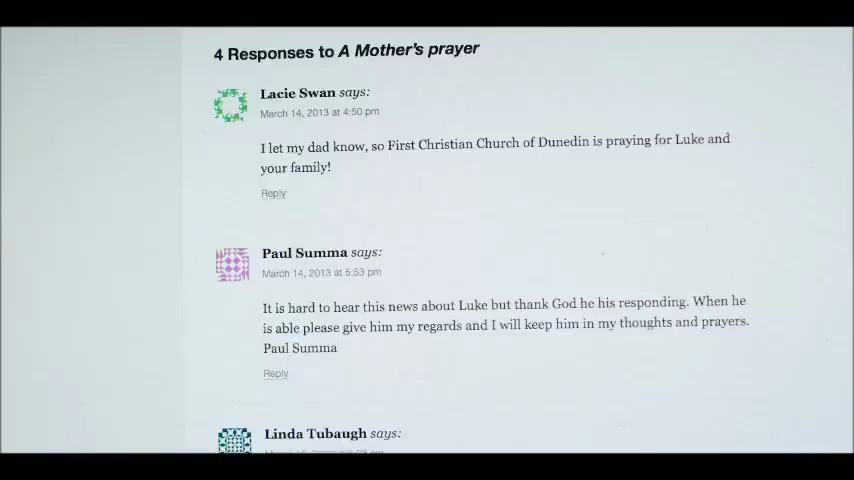 4 Responses to A Mother's prayer
Lacie Swan says:
March 14, 2013 at 4:50 pm
I let my dad know, so First Christian Church of Dunedin is praying for Luke and
your family!
Reply
Paul Summa says:
March 14, 2013 at 5:53 pm
It is hard to hear this news about Luke but thank God he his responding. When he
is able please give him my regards and I will keep him in my thoughts and prayers.
Paul Summa
Reply
Linda Tubaugh says: